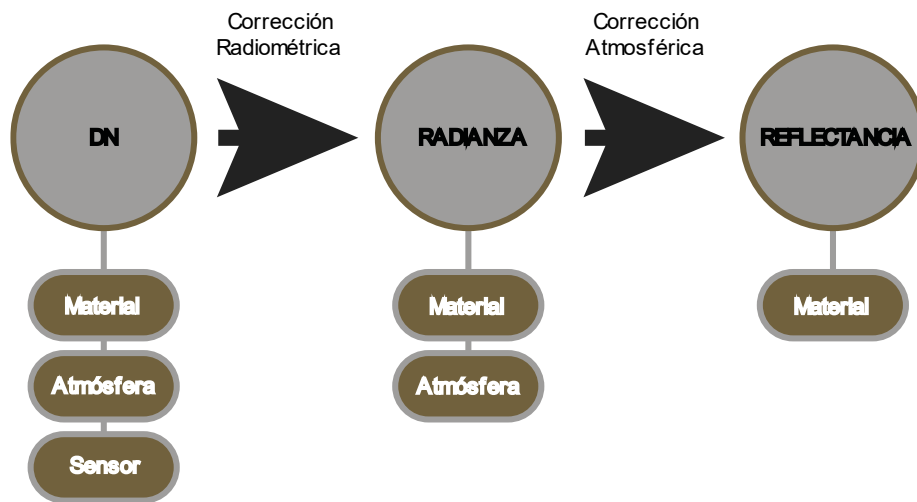 Corrección
Radiométrica
Corrección
Atmosférica
DN
RADIANZA
REFLECTANCIA
Material
Material
Material
Atmósfera
Atmósfera
Sensor